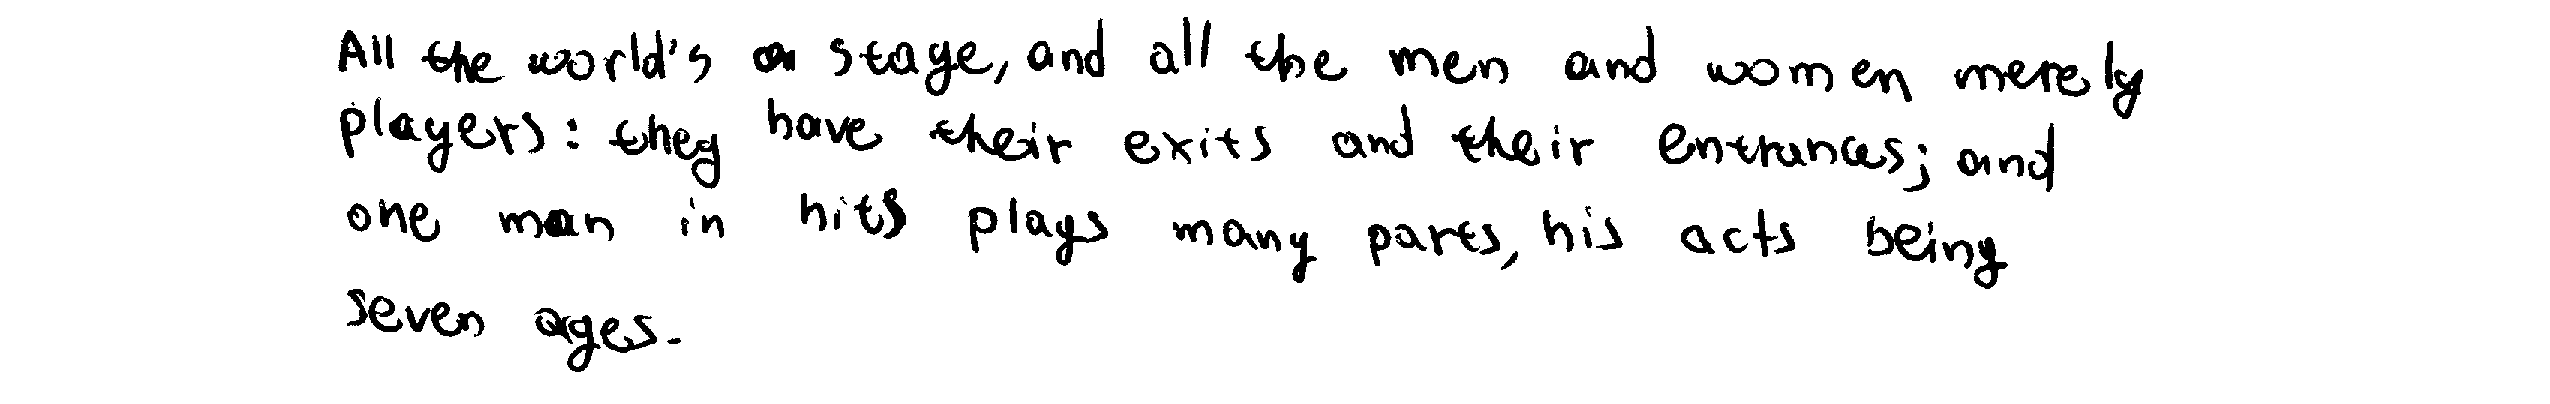 All the world's a stage, and all the men and women merely
players: they have their exits and their entrances; and
one man in hits plays many parts, his acts being
seven ages.